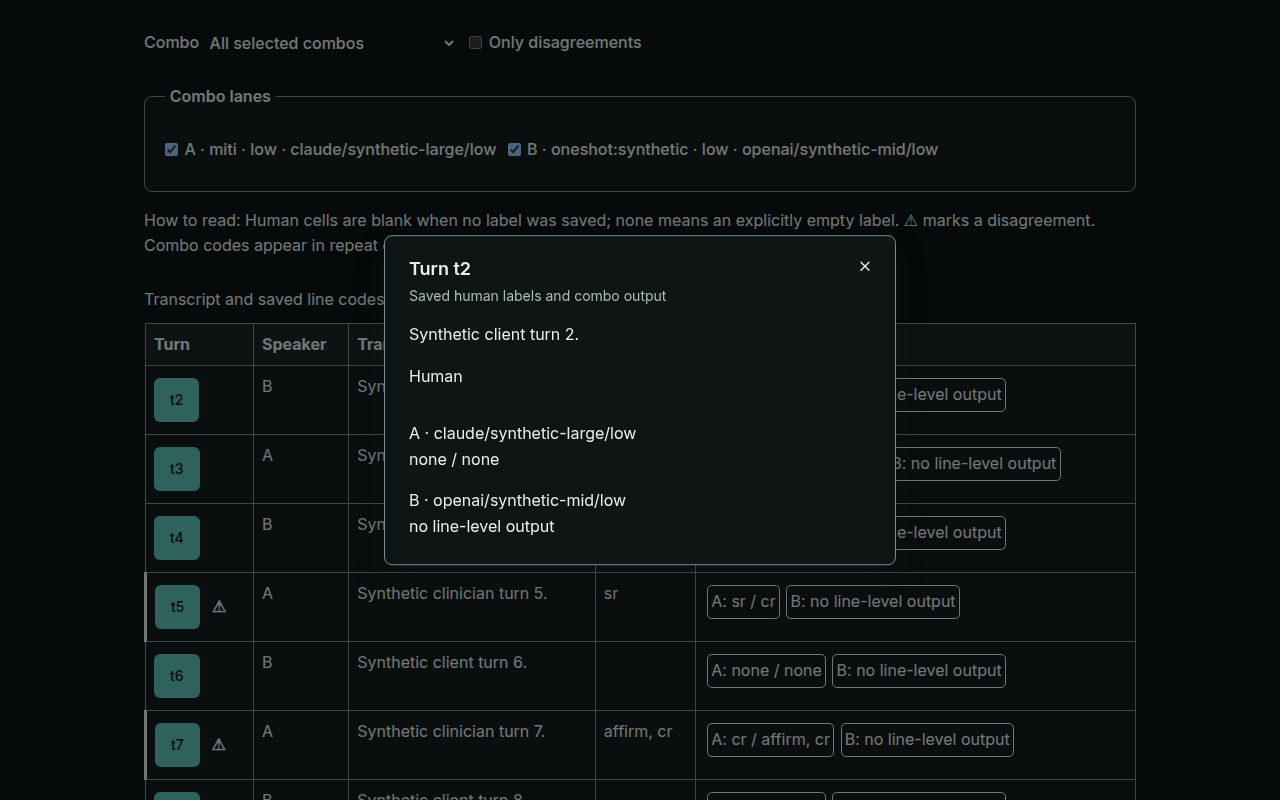 Combo All selected combos Only disagreements
Combo lanes
A · miti · low · claude/synthetic-large/low B · oneshot:synthetic · low · openai/synthetic-mid/low
How to read: Human cells are blank when no label was saved; none means an explicitly empty label. ⚠ marks a disagreement.
Combo codes appear in repeat
Turn t2 ×
Saved human labels and combo output
Synthetic client turn 2.
Human
A · claude/synthetic-large/low
none / none
B · openai/synthetic-mid/low
no line-level output
Transcript and saved line codes
Turn Speaker
t2 B line-level output
t3 A B: no line-level output
t4 B line-level output
t5 ⚠ A Synthetic clinician turn 5. sr A: sr / cr B: no line-level output
t6 B Synthetic client turn 6. A: none / none B: no line-level output
t7 ⚠ A Synthetic clinician turn 7. affirm, cr A: cr / affirm, cr B: no line-level output
B Synthetic client turn 8.